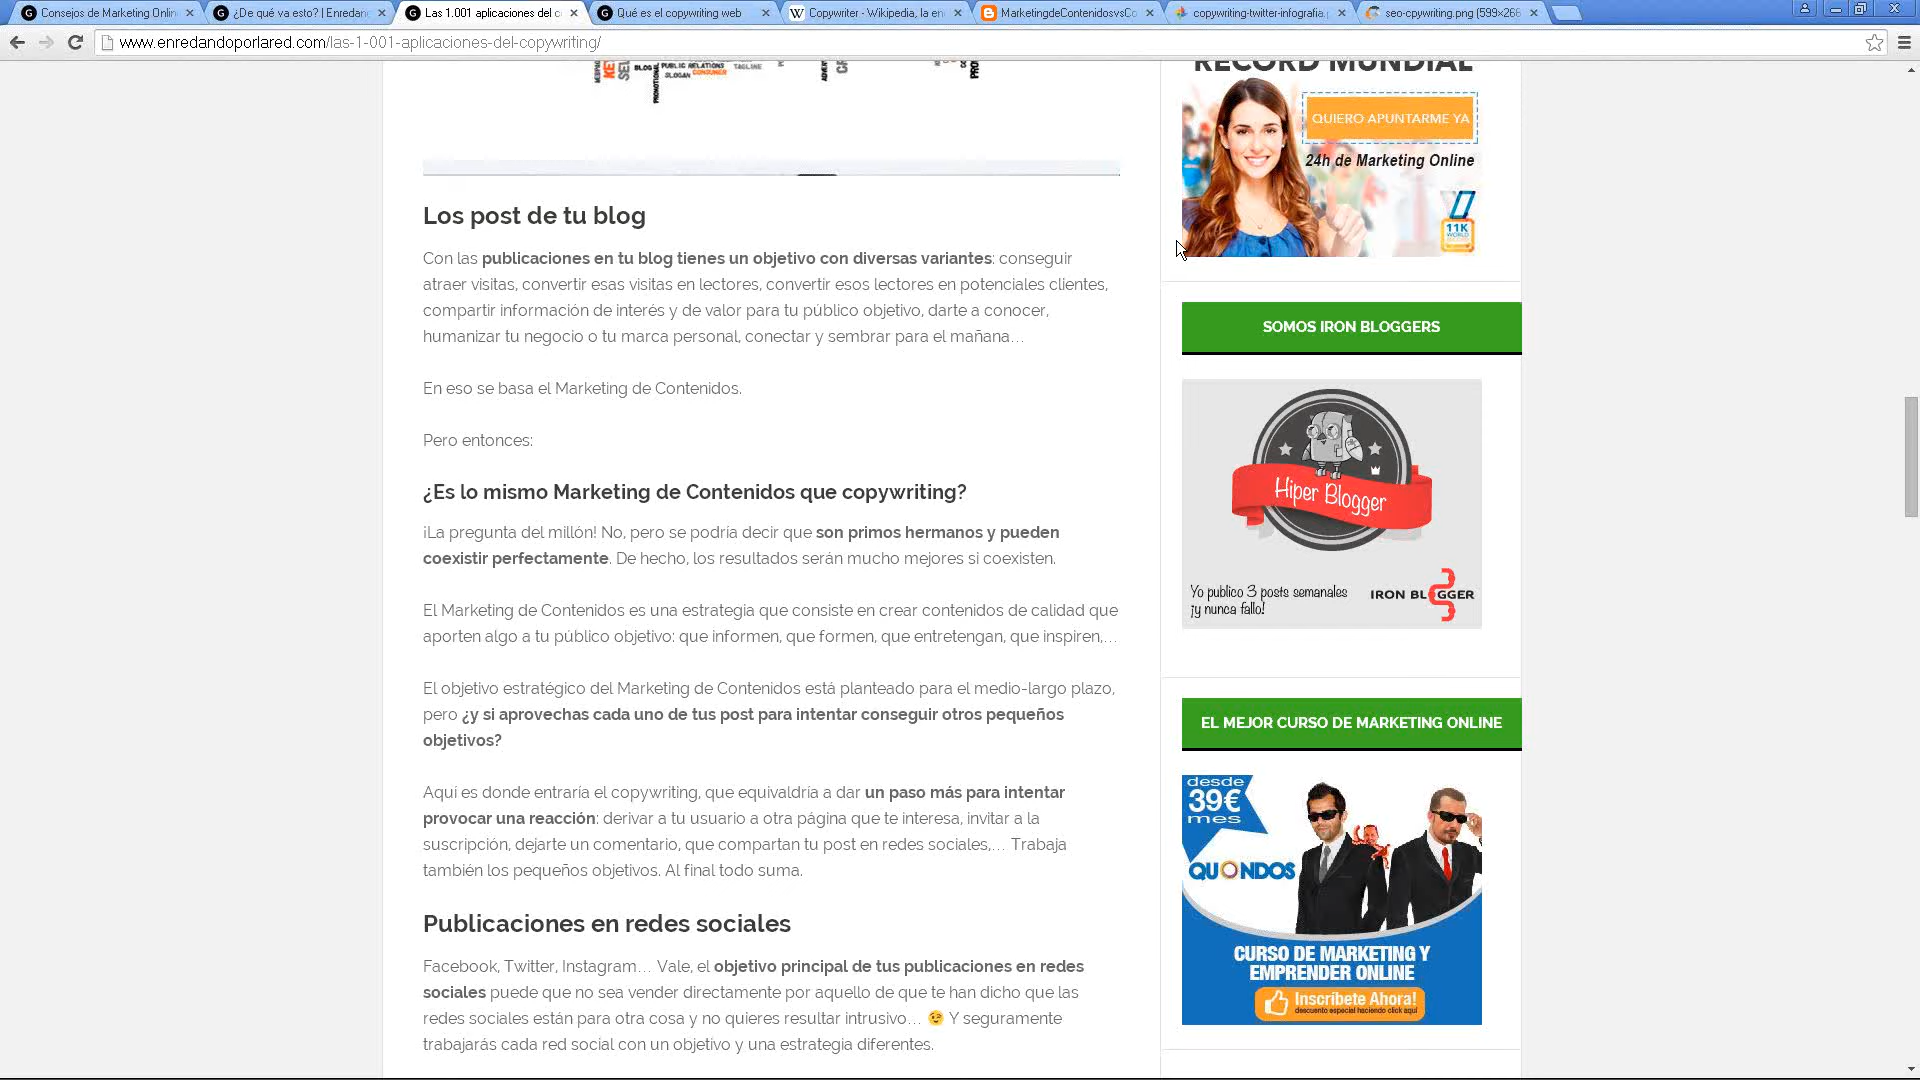 Consejos de Marketing Onlin
¿De qué va esto? | Enredan
Las 1.001 aplicaciones del c
Qué es el copywriting web
Copywriter - Wikipedia, la en
MarketingdeContenidosvsCo
copywriting-twitter-infografia.
seo-cpywriting.png (599×266
www.enredandoporlared.com/las-1-001-aplicaciones-del-copywriting/
BLOG
PUBLIC RELATIONS
TAGLINE
SLOGAN
CONSUMER
PROMOTIONAL
RECORD MUNDIAL
QUIERO APUNTARME YA
24h de Marketing Online
11K
WORLD
RECORD
Los post de tu blog
Con las publicaciones en tu blog tienes un objetivo con diversas variantes: conseguir
atraer visitas, convertir esas visitas en lectores, convertir esos lectores en potenciales clientes,
compartir información de interés y de valor para tu público objetivo, darte a conocer,
humanizar tu negocio o tu marca personal, conectar y sembrar para el mañana…
En eso se basa el Marketing de Contenidos.
Pero entonces:
¿Es lo mismo Marketing de Contenidos que copywriting?
¡La pregunta del millón! No, pero se podría decir que son primos hermanos y pueden
coexistir perfectamente. De hecho, los resultados serán mucho mejores si coexisten.
El Marketing de Contenidos es una estrategia que consiste en crear contenidos de calidad que
aporten algo a tu público objetivo: que informen, que formen, que entretengan, que inspiren,…
El objetivo estratégico del Marketing de Contenidos está planteado para el medio-largo plazo,
pero ¿y si aprovechas cada uno de tus post para intentar conseguir otros pequeños
objetivos?
Aquí es donde entraría el copywriting, que equivaldría a dar un paso más para intentar
provocar una reacción: derivar a tu usuario a otra página que te interesa, invitar a la
suscripción, dejarte un comentario, que compartan tu post en redes sociales,… Trabaja
también los pequeños objetivos. Al final todo suma.
Publicaciones en redes sociales
Facebook, Twitter, Instagram… Vale, el objetivo principal de tus publicaciones en redes
sociales puede que no sea vender directamente por aquello de que te han dicho que las
redes sociales están para otra cosa y no quieres resultar intrusivo… 😉 Y seguramente
trabajarás cada red social con un objetivo y una estrategia diferentes.
SOMOS IRON BLOGGERS
Hiper Blogger
Yo publico 3 posts semanales
¡y nunca fallo!
IRON BLOGGER
EL MEJOR CURSO DE MARKETING ONLINE
desde
39€
mes
QUONDOS
CURSO DE MARKETING Y
EMPRENDER ONLINE
Inscríbete Ahora!
descuento especial haciendo click aquí